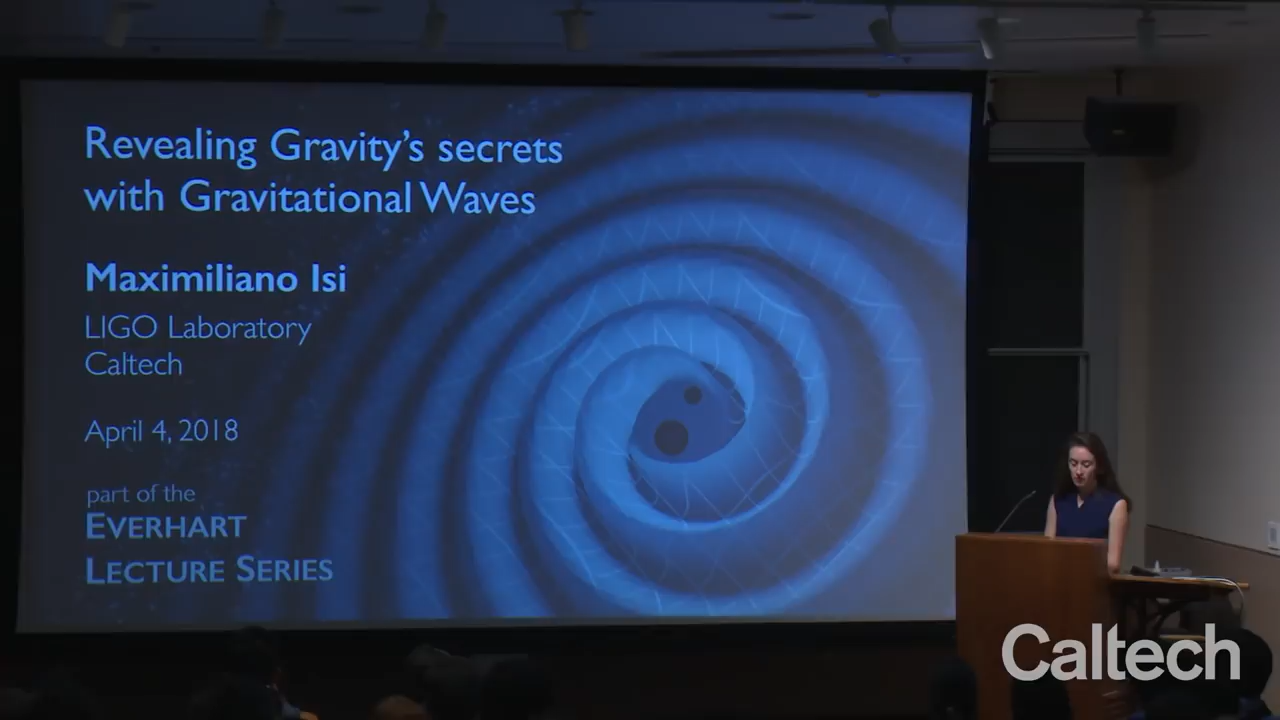 Revealing Gravity's secrets
with Gravitational Waves
Maximiliano Isi
LIGO Laboratory
Caltech
April 4, 2018
part of the
EVERHART
LECTURE SERIES
Caltech